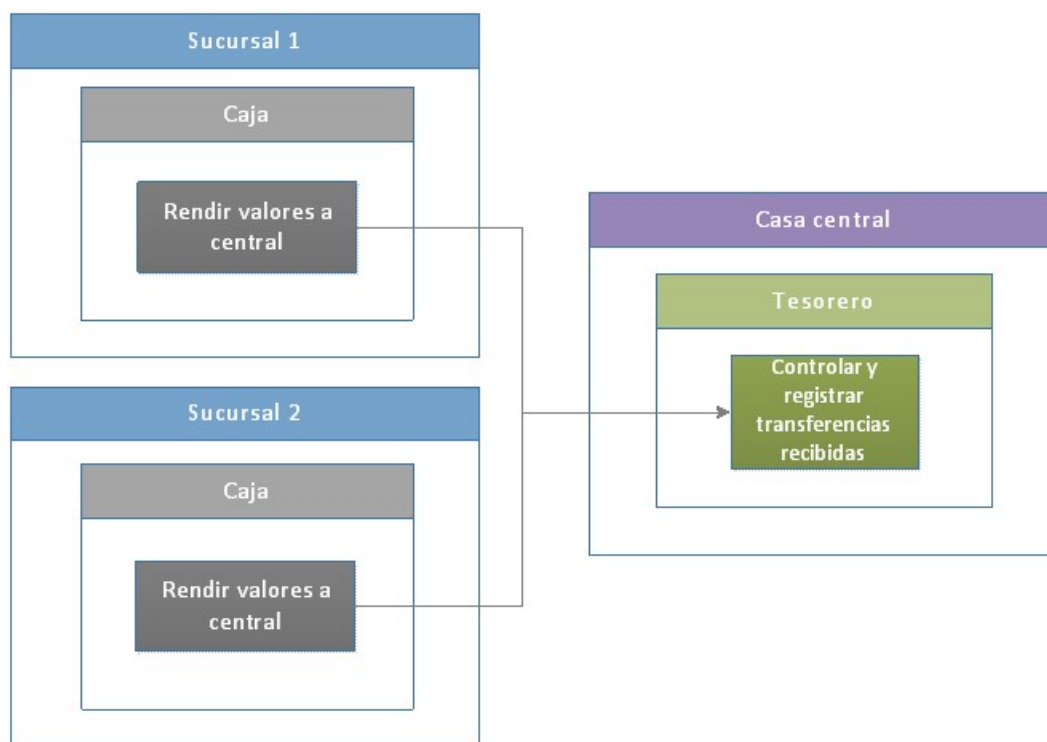 Sucursal 1
Caja
Rendir valores a
central
Casa central
Tesorero
Controlar y
registrar
transferencias
recibidas
Sucursal 2
Caja
Rendir valores a
central